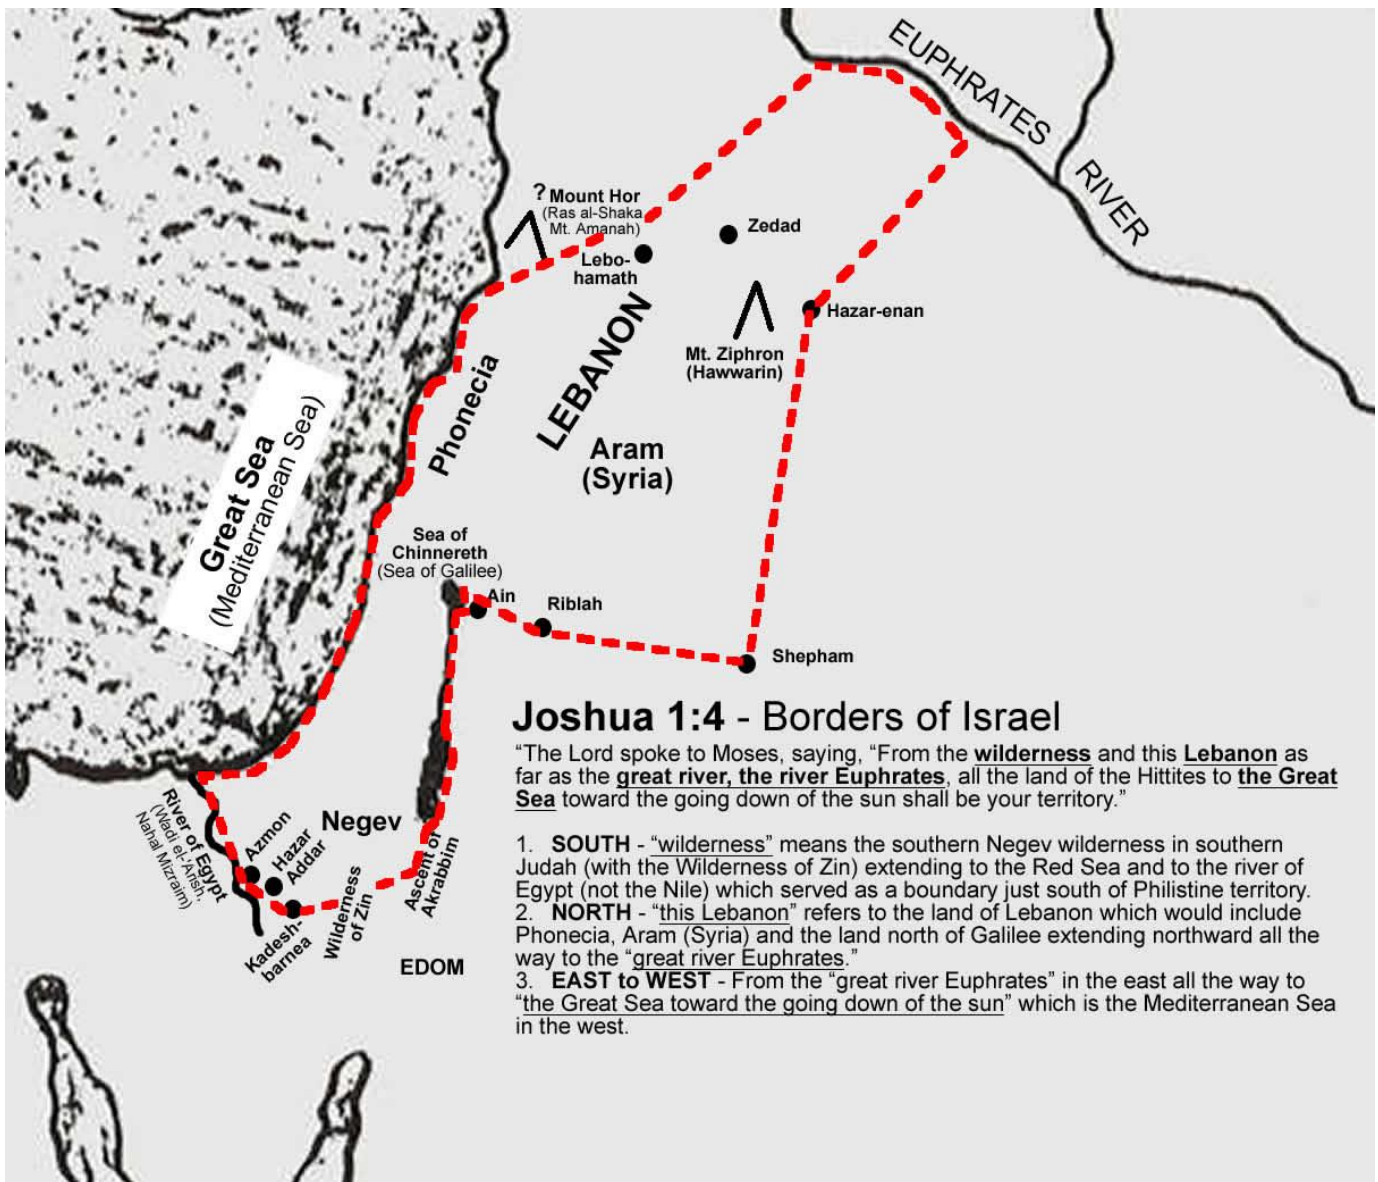 EUPHRATES
RIVER
? Mount Hor
(Ras al-Shaka
Mt. Amanah)
Zedad
Lebo-
hamath
Hazar-enan
LEBANON
Mt. Ziphron
(Hawwarin)
Phonecia
Aram
(Syria)
Great Sea
(Mediterranean Sea)
Sea of
Chinnereth
(Sea of Galilee)
Ain
Riblah
Shepham
Joshua 1:4 - Borders of Israel
“The Lord spoke to Moses, saying, “From the wilderness and this Lebanon as
far as the great river, the river Euphrates, all the land of the Hittites to the Great
Sea toward the going down of the sun shall be your territory.”
1. SOUTH - “wilderness” means the southern Negev wilderness in southern
Judah (with the Wilderness of Zin) extending to the Red Sea and to the river of
Egypt (not the Nile) which served as a boundary just south of Philistine territory.
2. NORTH - “this Lebanon” refers to the land of Lebanon which would include
Phonecia, Aram (Syria) and the land north of Galilee extending northward all the
way to the “great river Euphrates.”
3. EAST to WEST - From the “great river Euphrates” in the east all the way to
“the Great Sea toward the going down of the sun” which is the Mediterranean Sea
in the west.
River of Egypt
(Wadi el-'Arish,
Nahal Mizraim)
Azmon
Hazar
Addar
Negev
Kadesh-
barnea
Wilderness
of Zin
Ascent of
Akrabbim
EDOM